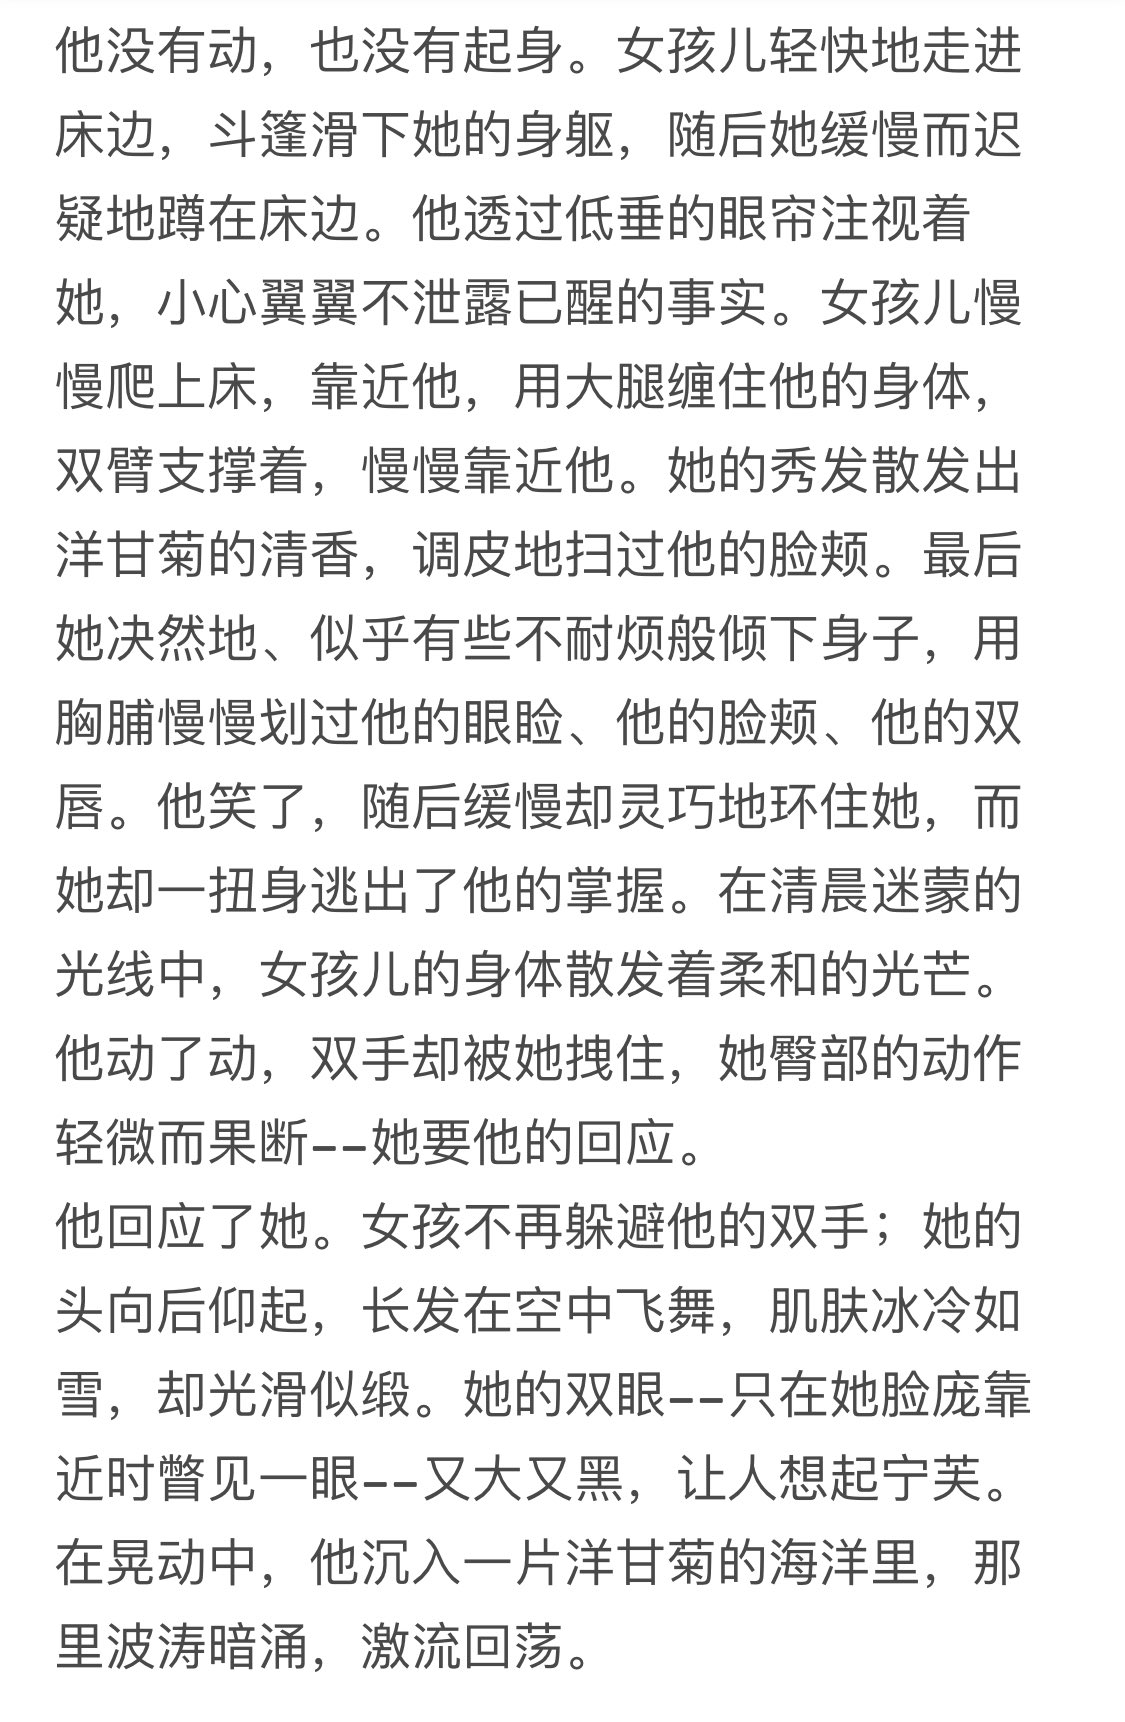 他没有动，也没有起身。女孩儿轻快地走进
床边，斗篷滑下她的身躯，随后她缓慢而迟
疑地蹲在床边。他透过低垂的眼帘注视着
她，小心翼翼不泄露已醒的事实。女孩儿慢
慢爬上床，靠近他，用大腿缠住他的身体，
双臂支撑着，慢慢靠近他。她的秀发散发出
洋甘菊的清香，调皮地扫过他的脸颊。最后
她决然地、似乎有些不耐烦般倾下身子，用
胸脯慢慢划过他的眼睑、他的脸颊、他的双
唇。他笑了，随后缓慢却灵巧地环住她，而
她却一扭身逃出了他的掌握。在清晨迷蒙的
光线中，女孩儿的身体散发着柔和的光芒。
他动了动，双手却被她拽住，她臀部的动作
轻微而果断--她要他的回应。
他回应了她。女孩不再躲避他的双手；她的
头向后仰起，长发在空中飞舞，肌肤冰冷如
雪，却光滑似缎。她的双眼--只在她脸庞靠
近时瞥见一眼--又大又黑，让人想起宁芙。
在晃动中，他沉入一片洋甘菊的海洋里，那
里波涛暗涌，激流回荡。